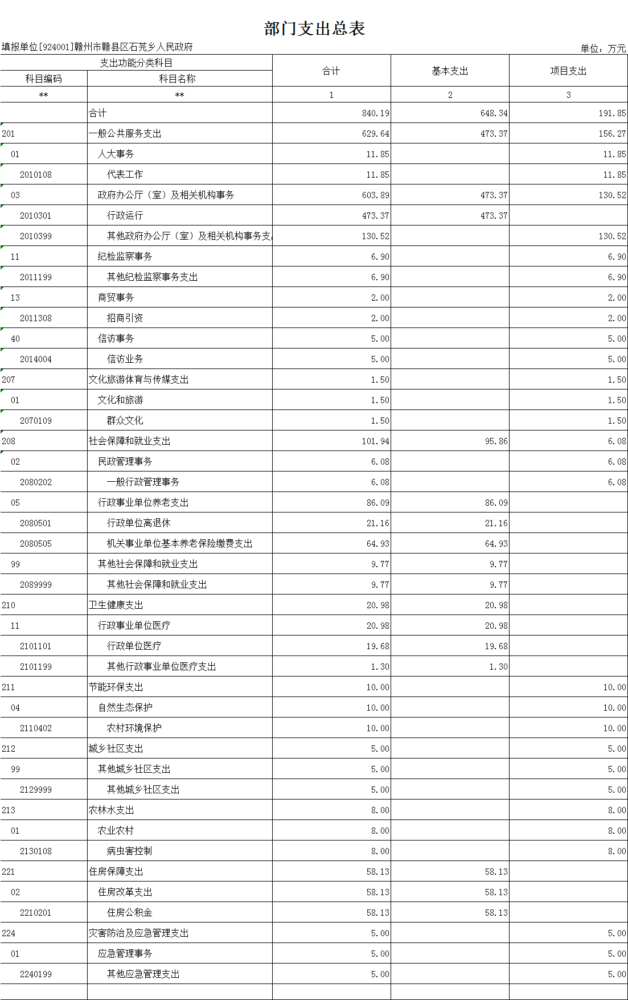 部门支出总表
填报单位[924001]赣州市赣县区石芫乡人民政府 单位：万元
支出功能分类科目 合计 基本支出 项目支出
科目编码 科目名称
** ** 1 2 3
合计 840.19 648.34 191.85
201 一般公共服务支出 629.64 473.37 156.27
01 人大事务 11.85 11.85
2010108 代表工作 11.85 11.85
03 政府办公厅（室）及相关机构事务 603.89 473.37 130.52
2010301 行政运行 473.37 473.37
2010399 其他政府办公厅（室）及相关机构事务支 130.52 130.52
11 纪检监察事务 6.90 6.90
2011199 其他纪检监察事务支出 6.90 6.90
13 商贸事务 2.00 2.00
2011308 招商引资 2.00 2.00
40 信访事务 5.00 5.00
2014004 信访业务 5.00 5.00
207 文化旅游体育与传媒支出 1.50 1.50
01 文化和旅游 1.50 1.50
2070109 群众文化 1.50 1.50
208 社会保障和就业支出 101.94 95.86 6.08
02 民政管理事务 6.08 6.08
2080202 一般行政管理事务 6.08 6.08
05 行政事业单位养老支出 86.09 86.09
2080501 行政单位离退休 21.16 21.16
2080505 机关事业单位基本养老保险缴费支出 64.93 64.93
99 其他社会保障和就业支出 9.77 9.77
2089999 其他社会保障和就业支出 9.77 9.77
210 卫生健康支出 20.98 20.98
11 行政事业单位医疗 20.98 20.98
2101101 行政单位医疗 19.68 19.68
2101199 其他行政事业单位医疗支出 1.30 1.30
211 节能环保支出 10.00 10.00
04 自然生态保护 10.00 10.00
2110402 农村环境保护 10.00 10.00
212 城乡社区支出 5.00 5.00
99 其他城乡社区支出 5.00 5.00
2129999 其他城乡社区支出 5.00 5.00
213 农林水支出 8.00 8.00
01 农业农村 8.00 8.00
2130108 病虫害控制 8.00 8.00
221 住房保障支出 58.13 58.13
02 住房改革支出 58.13 58.13
2210201 住房公积金 58.13 58.13
224 灾害防治及应急管理支出 5.00 5.00
01 应急管理事务 5.00 5.00
2240199 其他应急管理支出 5.00 5.00